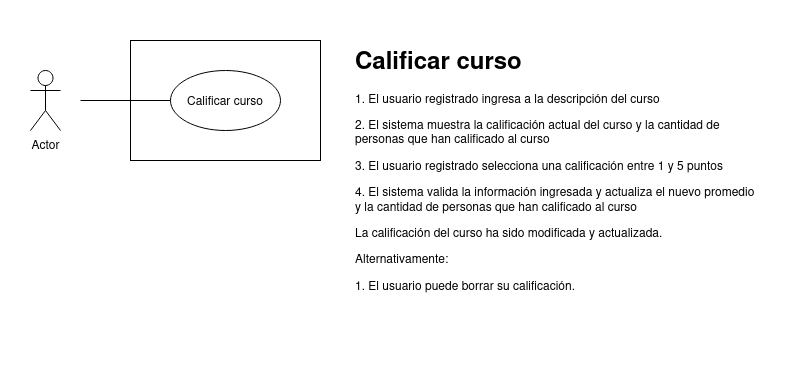 Calificar curso
Actor
Calificar curso
1. El usuario registrado ingresa a la descripción del curso
2. El sistema muestra la calificación actual del curso y la cantidad de
personas que han calificado al curso
3. El usuario registrado selecciona una calificación entre 1 y 5 puntos
4. El sistema valida la información ingresada y actualiza el nuevo promedio
y la cantidad de personas que han calificado al curso
La calificación del curso ha sido modificada y actualizada.
Alternativamente:
1. El usuario puede borrar su calificación.